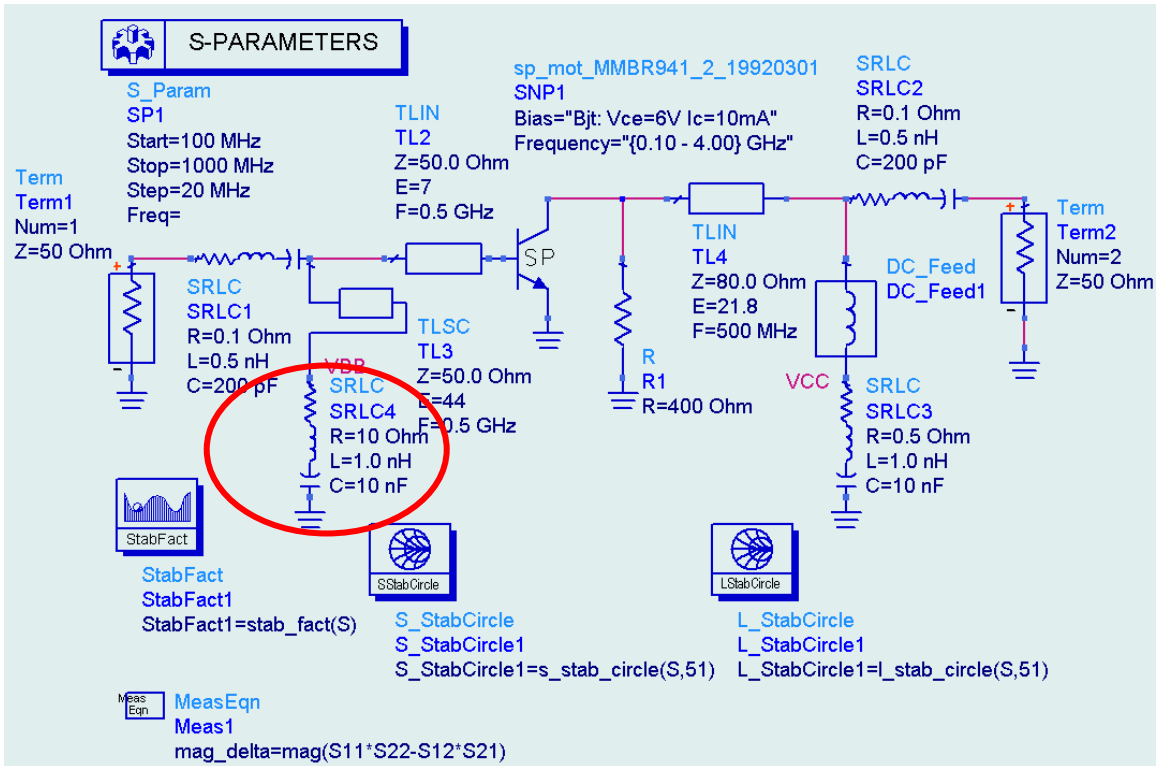 S-PARAMETERS
S_Param
SP1
Start=100 MHz
Stop=1000 MHz
Step=20 MHz
Freq=
Term
Term1
Num=1
Z=50 Ohm
+
-
SRLC
SRLC1
R=0.1 Ohm
L=0.5 nH
C=200 pF
TLIN
TL2
Z=50.0 Ohm
E=7
F=0.5 GHz
sp_mot_MMBR941_2_19920301
SNP1
Bias="Bjt: Vce=6V Ic=10mA"
Frequency="{0.10 - 4.00} GHz"
SP
SRLC
SRLC2
R=0.1 Ohm
L=0.5 nH
C=200 pF
TLIN
TL4
Z=80.0 Ohm
E=21.8
F=500 MHz
+
-
Term
Term2
Num=2
Z=50 Ohm
DC_Feed
DC_Feed1
TLSC
TL3
Z=50.0 Ohm
E=44
F=0.5 GHz
VBB
SRLC
SRLC4
R=10 Ohm
L=1.0 nH
C=10 nF
R
R1
R=400 Ohm
VCC
SRLC
SRLC3
R=0.5 Ohm
L=1.0 nH
C=10 nF
StabFact
StabFact
StabFact1
StabFact1=stab_fact(S)
SStabCircle
S_StabCircle
S_StabCircle1
S_StabCircle1=s_stab_circle(S,51)
LStabCircle
L_StabCircle
L_StabCircle1
L_StabCircle1=l_stab_circle(S,51)
Meas
Eqn
MeasEqn
Meas1
mag_delta=mag(S11*S22-S12*S21)